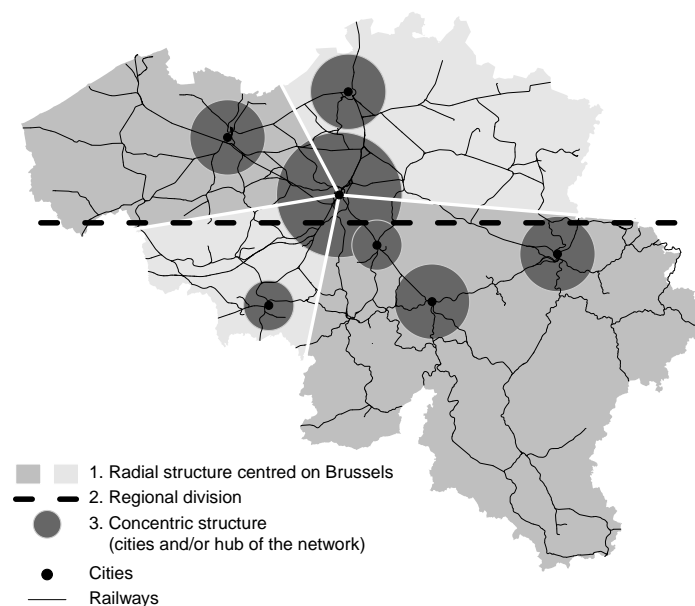 1. Radial structure centred on Brussels
2. Regional division
3. Concentric structure
(cities and/or hub of the network)
Cities
Railways